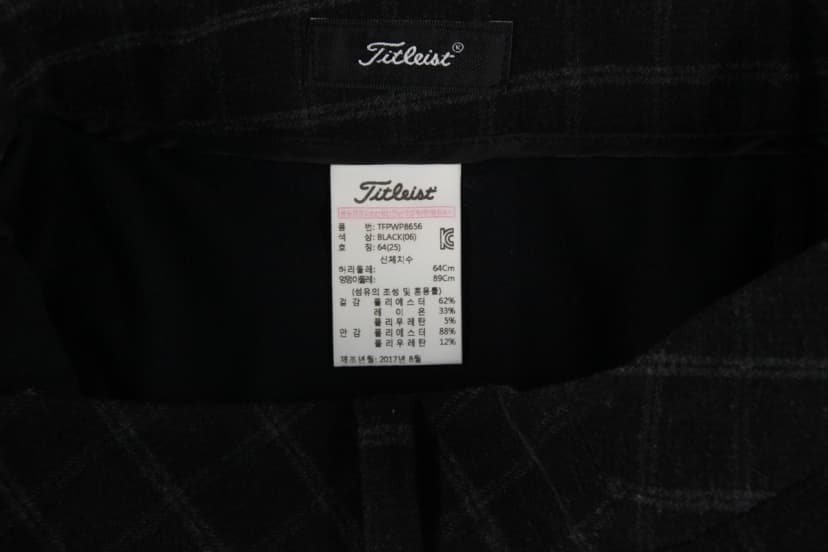 Titleist®
Titleist
품 번: TFPWP8656
색 상: BLACK(06)
호 칭: 64(25)
신체치수
허리둘레: 64Cm
엉덩이둘레: 89Cm
(섬유의 조성 및 혼용률)
겉 감 폴리에스터 62%
레 이 온 33%
폴 리 우 레 탄 5%
안 감 폴리에스터 88%
폴 리 우 레 탄 12%
제조년월: 2017년 8월